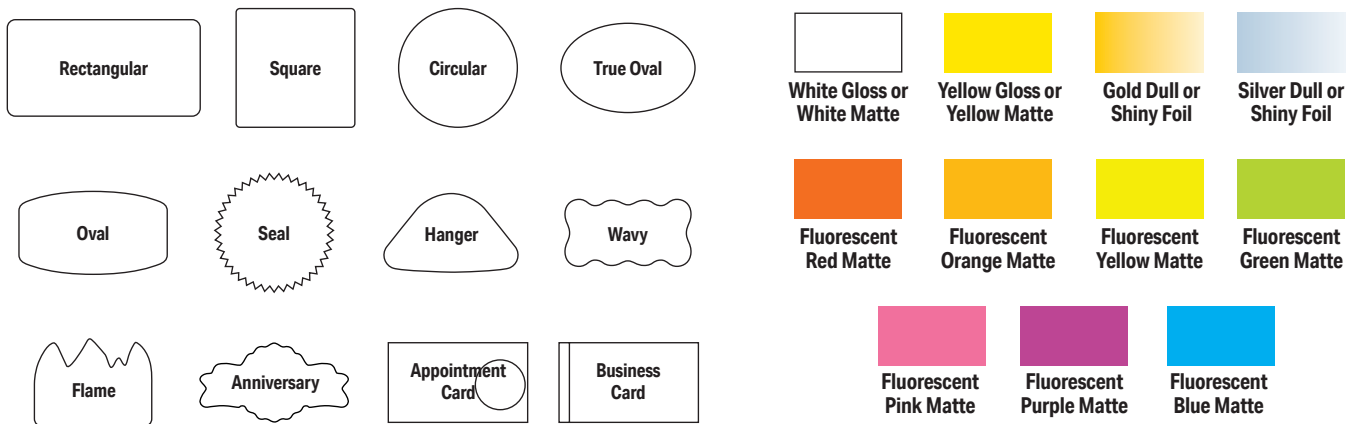 Rectangular
Square
Circular
True Oval
Oval
Seal
Hanger
Wavy
Flame
Anniversary
Appointment
Card
Business
Card
White Gloss or
White Matte
Yellow Gloss or
Yellow Matte
Gold Dull or
Shiny Foil
Silver Dull or
Shiny Foil
Fluorescent
Red Matte
Fluorescent
Orange Matte
Fluorescent
Yellow Matte
Fluorescent
Green Matte
Fluorescent
Pink Matte
Fluorescent
Purple Matte
Fluorescent
Blue Matte